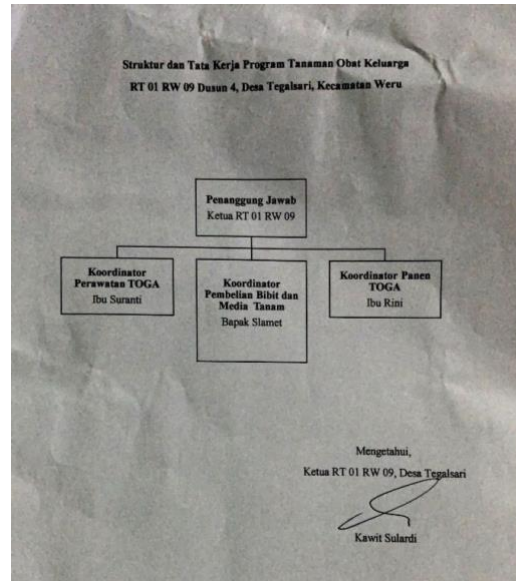 Struktur dan Tata Kerja Program Tanaman Obat Keluarga
RT 01 RW 09 Dusun 4, Desa Tegalsari, Kecamatan Weru
Penanggung Jawab
Ketua RT 01 RW 09
Koordinator
Perawatan TOGA
Ibu Suranti
Koordinator
Pembelian Bibit dan
Media Tanam
Bapak Slamet
Koordinator Panen
TOGA
Ibu Rini
Mengetahui,
Ketua RT 01 RW 09, Desa Tegalsari
Kawit Sulardi